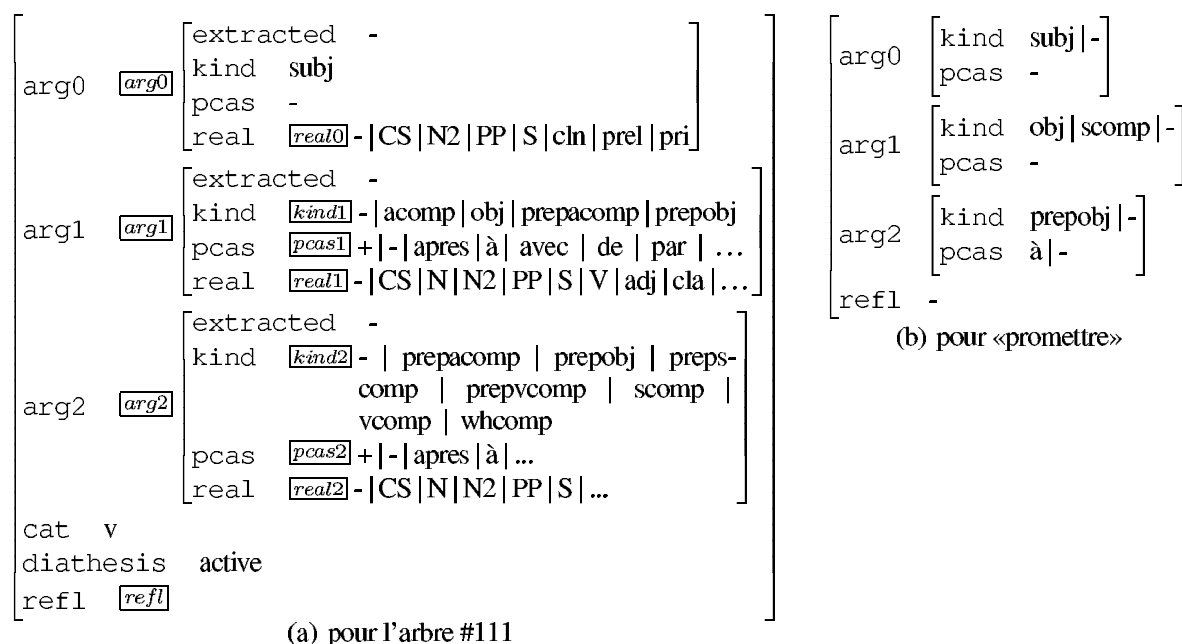 extracted -
kind subj
arg0 arg0
pcas -
real real0 - | CS | N2 | PP | S | cln | prel | pri
extracted -
kind kind1 - | acomp | obj | prepacomp | prepobj
arg1 arg1
pcas pcas1 + | - | apres | à | avec | de | par | …
real real1 - | CS | N | N2 | PP | S | V | adj | cla | …
extracted -
kind kind2 - | prepacomp | prepobj | preps-
comp | prepvcomp | scomp |
vcomp | whcomp
arg2 arg2
pcas pcas2 + | - | apres | à | ...
real real2 - | CS | N | N2 | PP | S | ...
cat v
diathesis active
refl refl
(a) pour l'arbre #111
kind subj | -
arg0
pcas -
kind obj | scomp | -
arg1
pcas -
kind prepobj | -
arg2
pcas à | -
refl -
(b) pour «promettre»